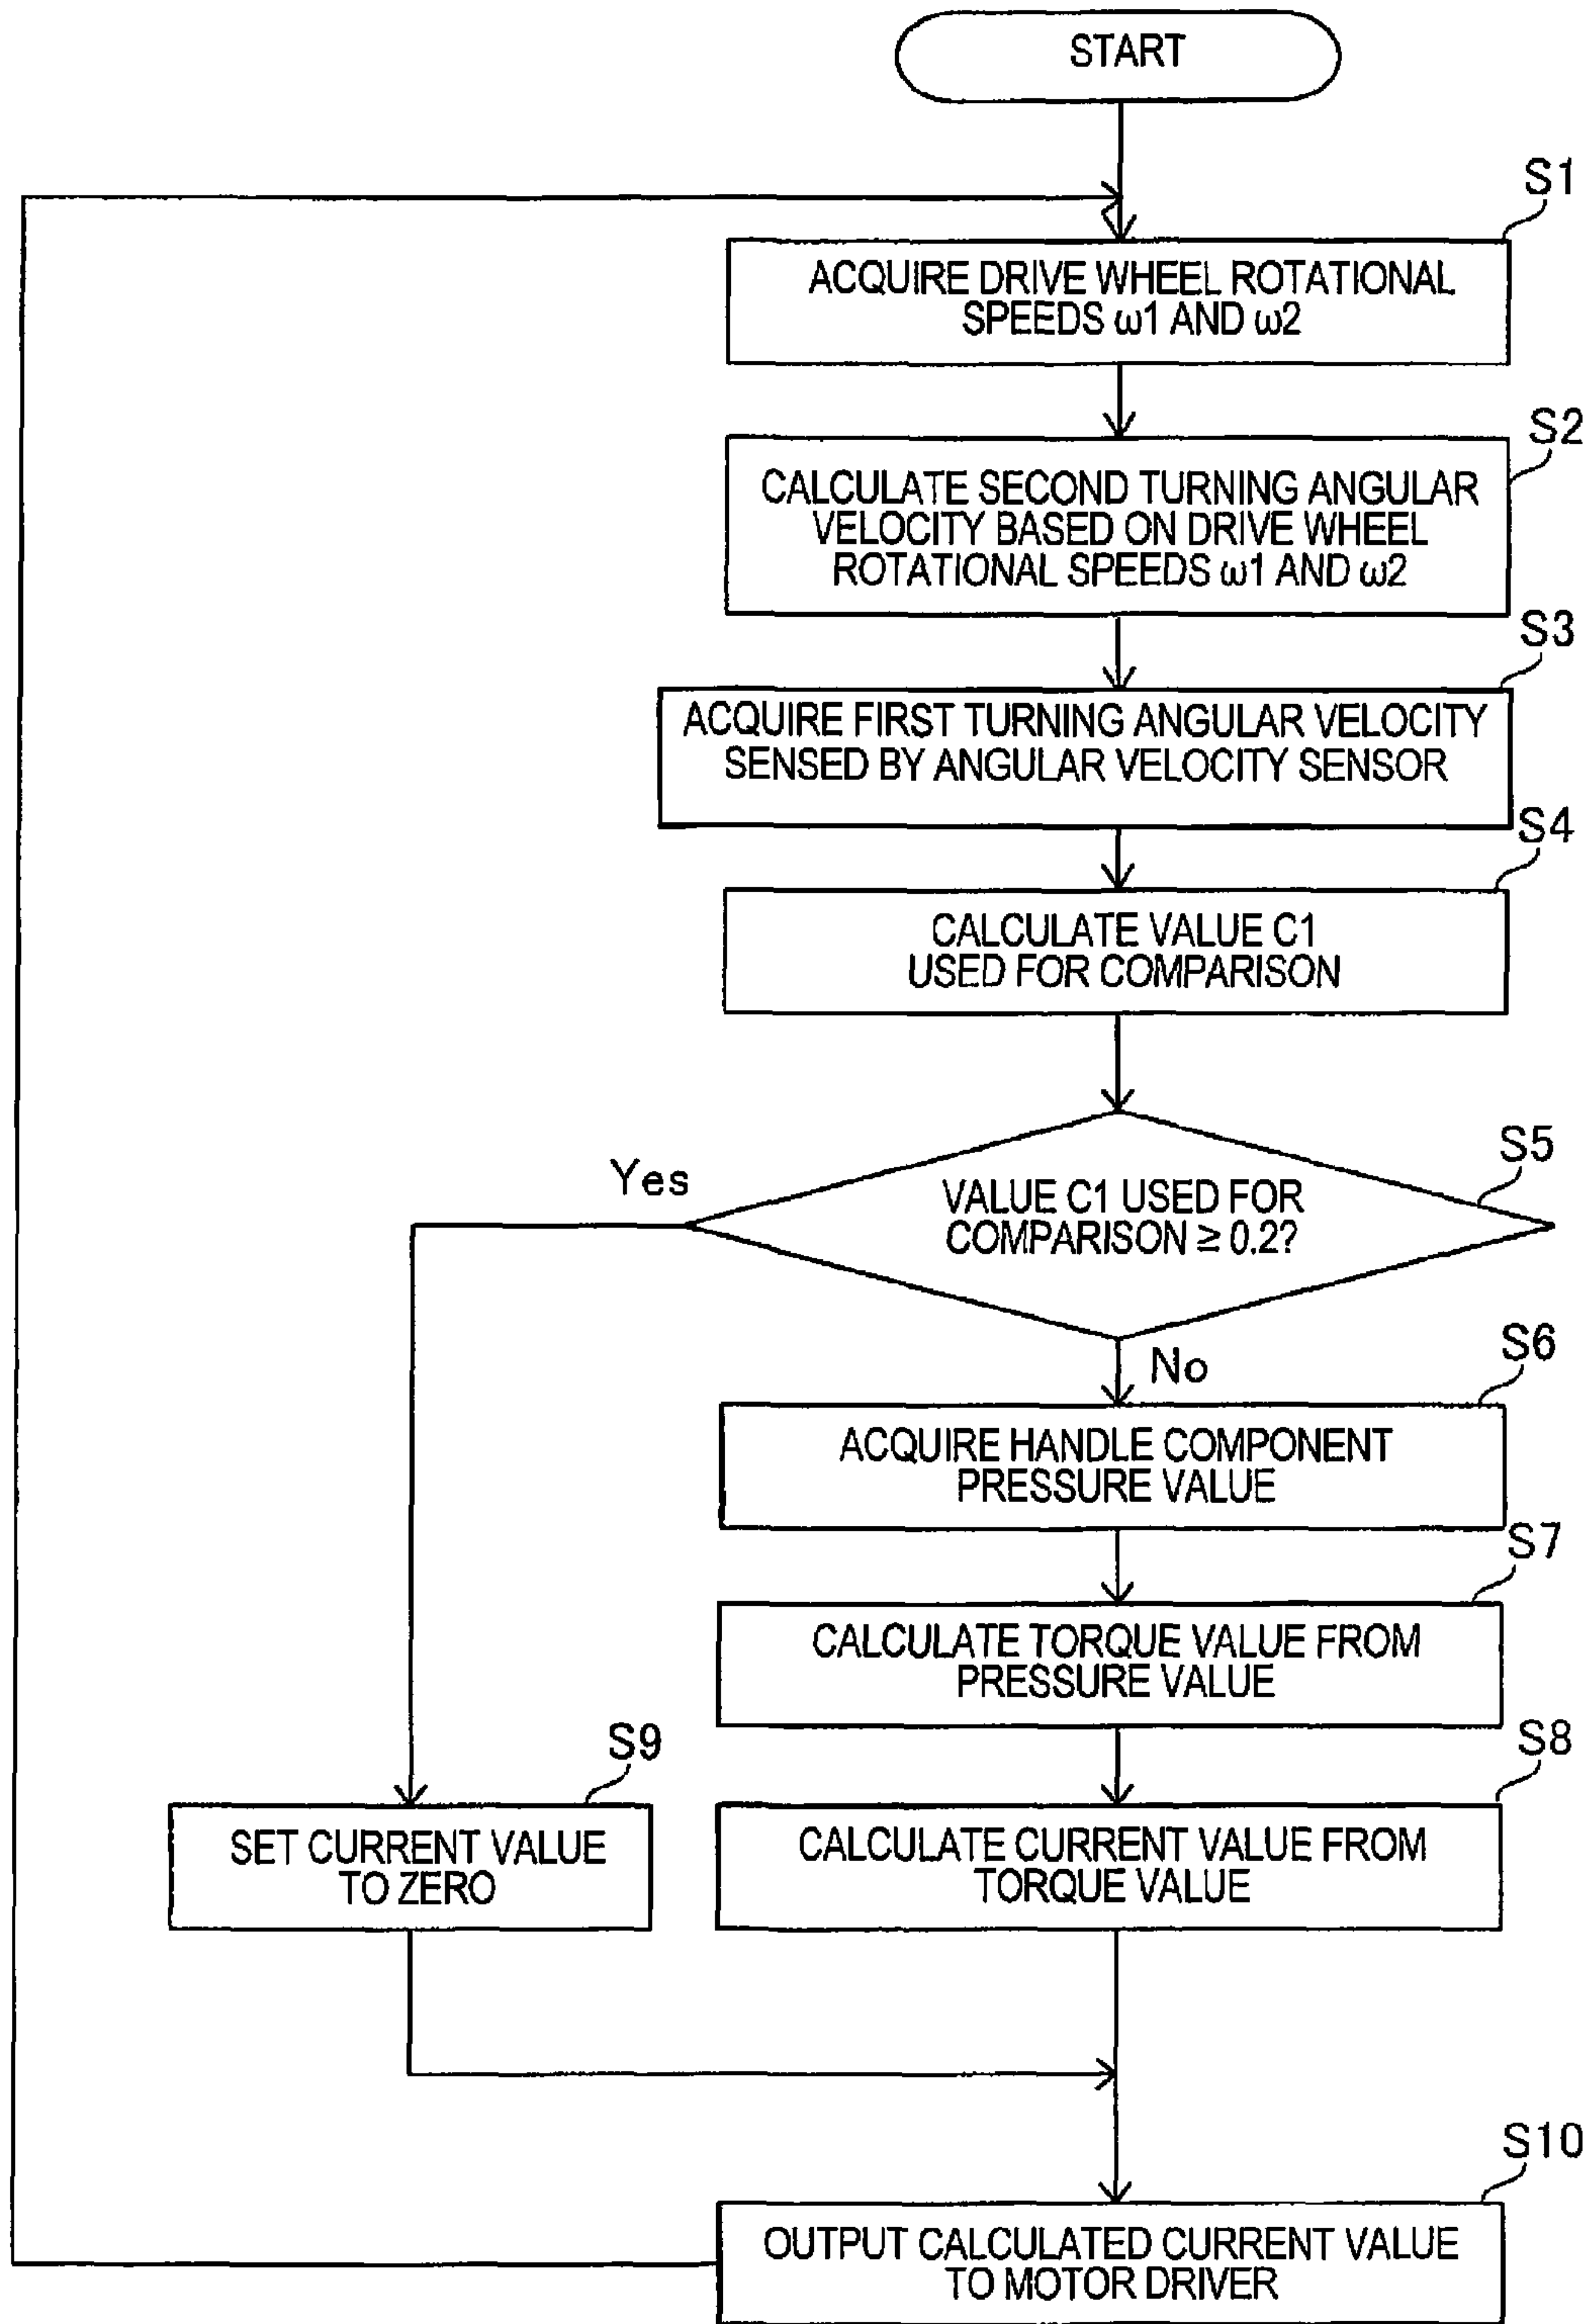 START
S1
ACQUIRE DRIVE WHEEL ROTATIONAL
SPEEDS ω1 AND ω2
S2
CALCULATE SECOND TURNING ANGULAR
VELOCITY BASED ON DRIVE WHEEL
ROTATIONAL SPEEDS ω1 AND ω2
S3
ACQUIRE FIRST TURNING ANGULAR VELOCITY
SENSED BY ANGULAR VELOCITY SENSOR
S4
CALCULATE VALUE C1
USED FOR COMPARISON
S5
Yes
VALUE C1 USED FOR
COMPARISON ≥ 0.2?
No
S6
ACQUIRE HANDLE COMPONENT
PRESSURE VALUE
S7
CALCULATE TORQUE VALUE FROM
PRESSURE VALUE
S9
SET CURRENT VALUE
TO ZERO
S8
CALCULATE CURRENT VALUE FROM
TORQUE VALUE
S10
OUTPUT CALCULATED CURRENT VALUE
TO MOTOR DRIVER